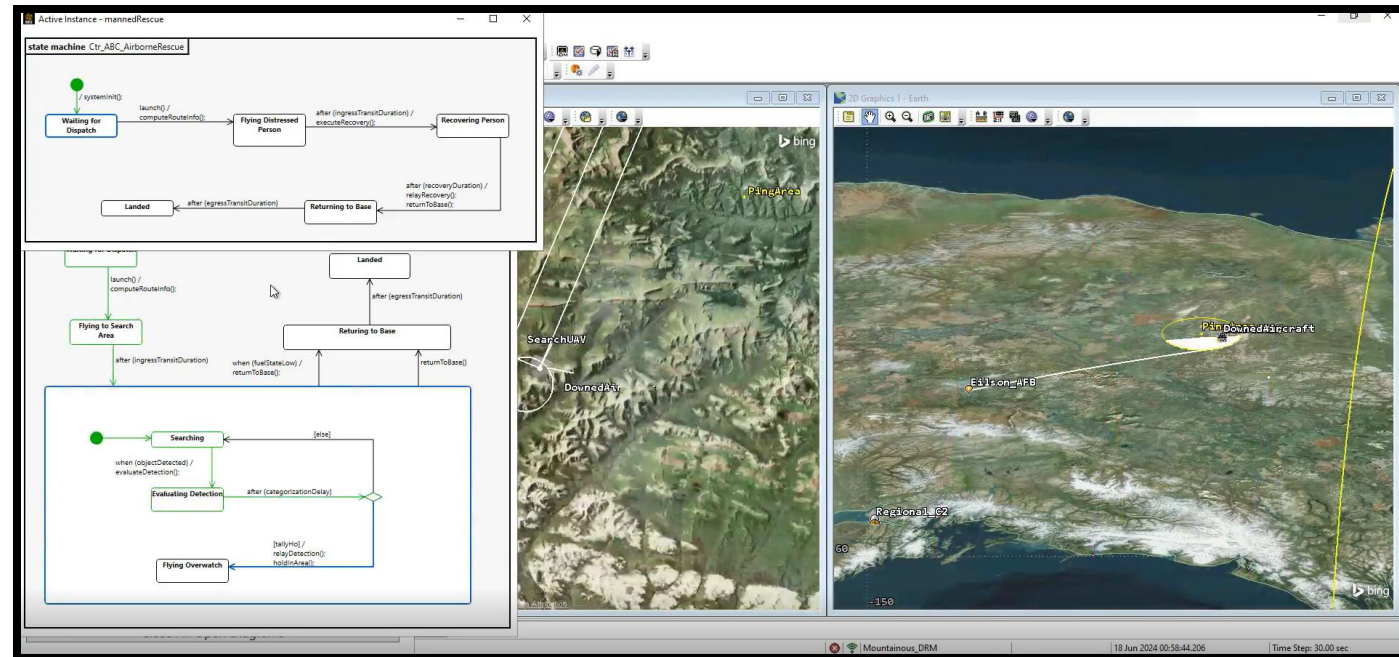 Active Instance - mannedRescue
state machine Ctr_ABC_AirborneRescue
/ systemInit();
Waiting for
Dispatch
launch() /
computeRouteInfo();
Flying Distressed
Person
after (ingressTransitDuration) /
executeRecovery();
Recovering Person
after (recoveryDuration) /
relayRecovery();
returnToBase();
Returning to Base
after (egressTransitDuration)
Landed
launch() /
computeRouteInfo();
Flying to Search
Area
after (ingressTransitDuration)
Landed
after (egressTransitDuration)
Returing to Base
when (fuelStateLow) /
returnToBase();
returnToBase()
Searching
[else]
when (objectDetected) /
evaluateDetection();
Evaluating Detection
after (categorizationDelay)
[tallyHo] /
relayDetection();
holdInArea();
Flying Overwatch
bing
PingArea
SearchUAV
DownedAir
Attribution
2D Graphics 1 - Earth
DownedAircraft
Eilson_AFB
Regional_C2
60
-150
bing
Mountainous_DRM
18 Jun 2024 00:58:44.206
Time Step: 30.00 sec